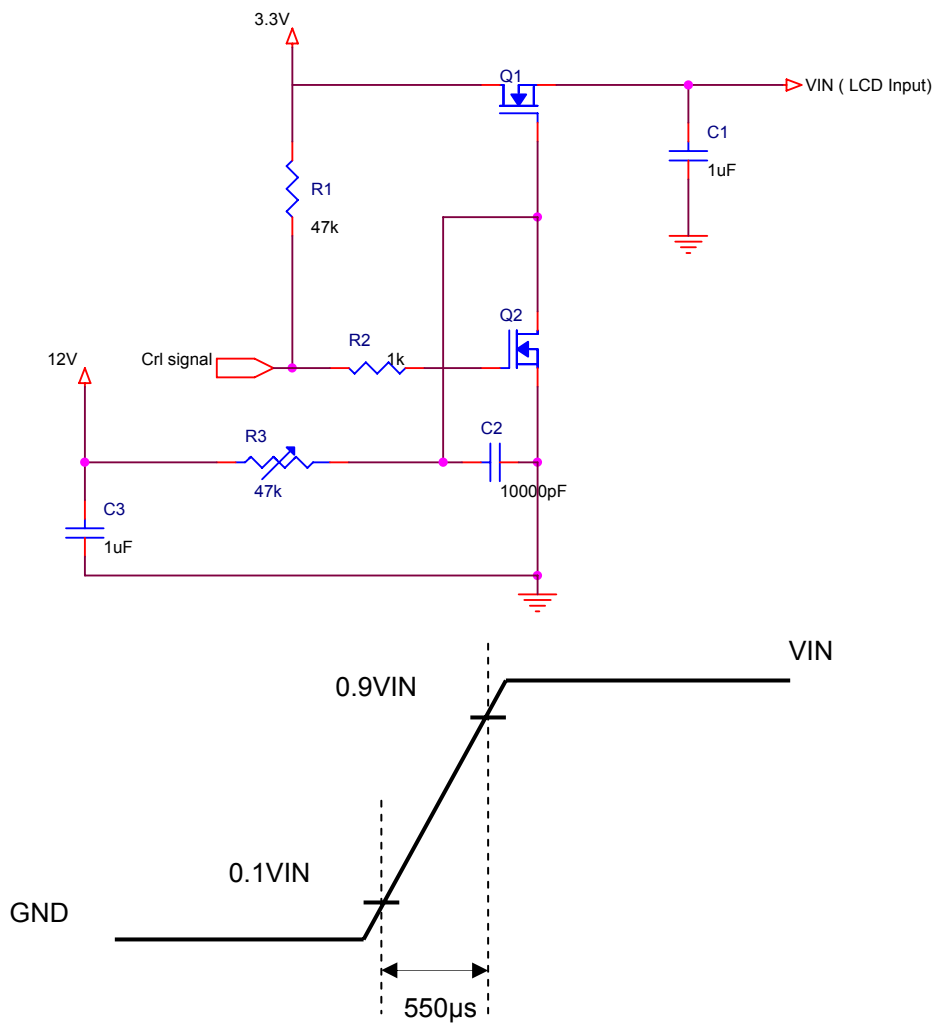 3.3V
Q1
VIN ( LCD Input)
C1
1uF
R1
47k
Q2
R2
1k
Crl signal
12V
R3
47k
C2
10000pF
C3
1uF
VIN
0.9VIN
0.1VIN
GND
550µs